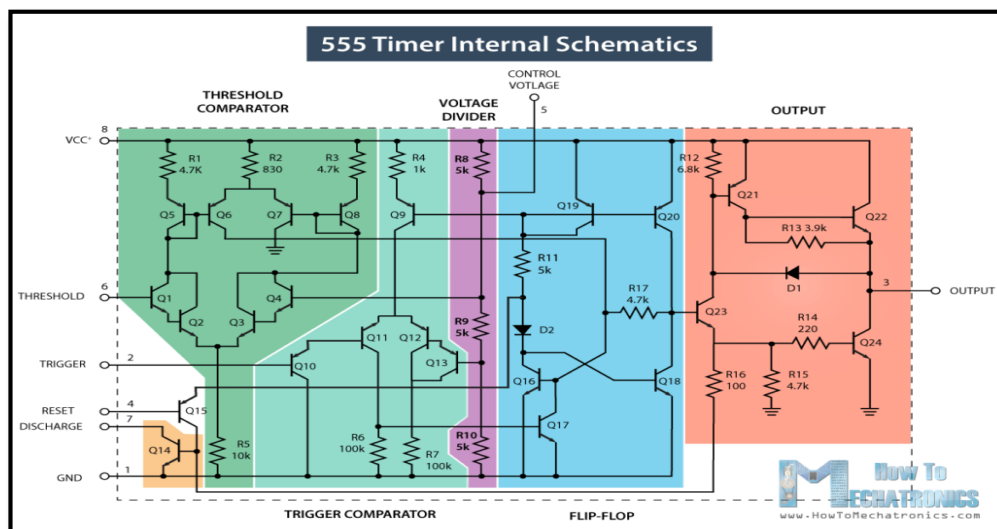 555 Timer Internal Schematics
CONTROL
VOTLAGE
5
THRESHOLD
COMPARATOR
VOLTAGE
DIVIDER
OUTPUT
VCC+
8
R1
4.7K
R2
830
R3
4.7k
R4
1k
R8
5k
R12
6.8k
Q5
Q6
Q7
Q8
Q9
Q19
Q20
Q21
Q22
R13 3.9k
R11
5k
D1
THRESHOLD
6
Q1
Q2
Q3
Q4
R9
5k
R17
4.7k
Q23
3
OUTPUT
D2
R14
220
Q24
TRIGGER
2
Q10
Q11
Q12
Q13
Q16
Q18
R16
100
R15
4.7k
RESET
4
Q15
DISCHARGE
7
Q14
Q17
R5
10k
R6
100k
R7
100k
R10
5k
GND
1
TRIGGER COMPARATOR
FLIP-FLOP
How To
MECHATRONICS
www.HowToMechatronics.com